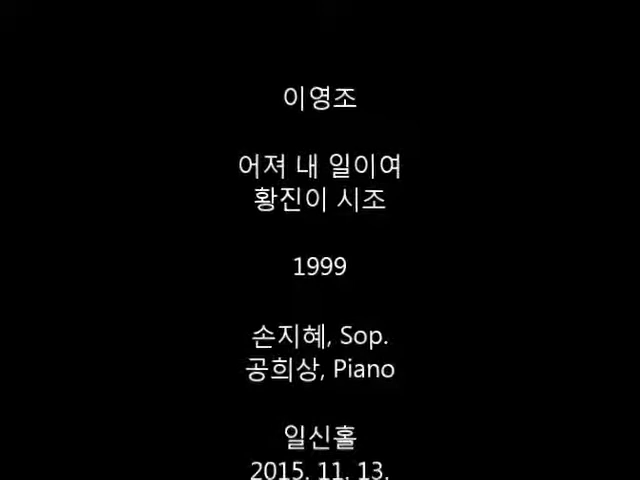 이영조
어져 내 일이여
황진이 시조
1999
손지혜, Sop.
공희상, Piano
일신홀
2015. 11. 13.